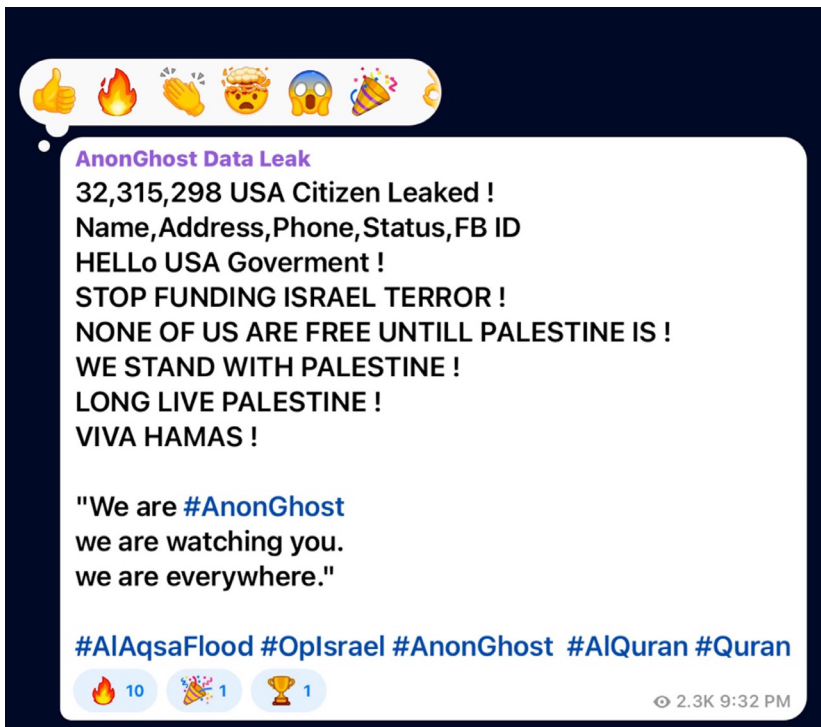 AnonGhost Data Leak
32,315,298 USA Citizen Leaked !
Name,Address,Phone,Status,FB ID
HELLo USA Goverment !
STOP FUNDING ISRAEL TERROR !
NONE OF US ARE FREE UNTILL PALESTINE IS !
WE STAND WITH PALESTINE !
LONG LIVE PALESTINE !
VIVA HAMAS !
"We are #AnonGhost
we are watching you.
we are everywhere."
#AlAqsaFlood #OpIsrael #AnonGhost #AlQuran #Quran
10 1 1 2.3K 9:32 PM